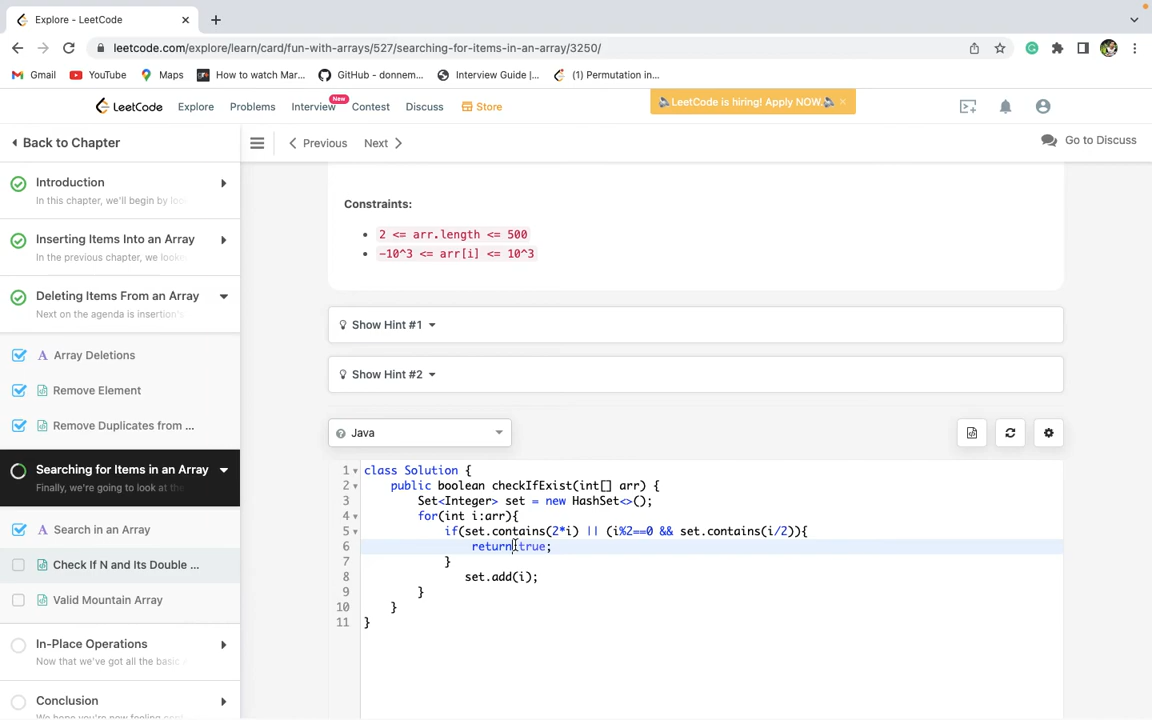 Explore - LeetCode
leetcode.com/explore/learn/card/fun-with-arrays/527/searching-for-items-in-an-array/3250/
Gmail YouTube Maps How to watch Mar... GitHub - donnem... Interview Guide |... (1) Permutation in...
LeetCode Explore Problems Interview New Contest Discuss Store LeetCode is hiring! Apply NOW.
Back to Chapter
Previous Next Go to Discuss
Introduction
In this chapter, we'll begin by
Inserting Items Into an Array
In the previous chapter, we
Deleting Items From an Array
Next on the agenda is insertion's
Array Deletions
Remove Element
Remove Duplicates from ...
Searching for Items in an Array
Finally, we're going to look at
Search in an Array
Check If N and Its Double ...
Valid Mountain Array
In-Place Operations
Now that we've got all the basic
Conclusion
Constraints:
2 <= arr.length <= 500
-10^3 <= arr[i] <= 10^3
Show Hint #1
Show Hint #2
Java
1 class Solution {
2 public boolean checkIfExist(int[] arr) {
3 Set<Integer> set = new HashSet<>();
4 for(int i:arr){
5 if(set.contains(2*i) || (i%2==0 && set.contains(i/2)){
6 return true;
7 }
8 set.add(i);
9 }
10 }
11 }